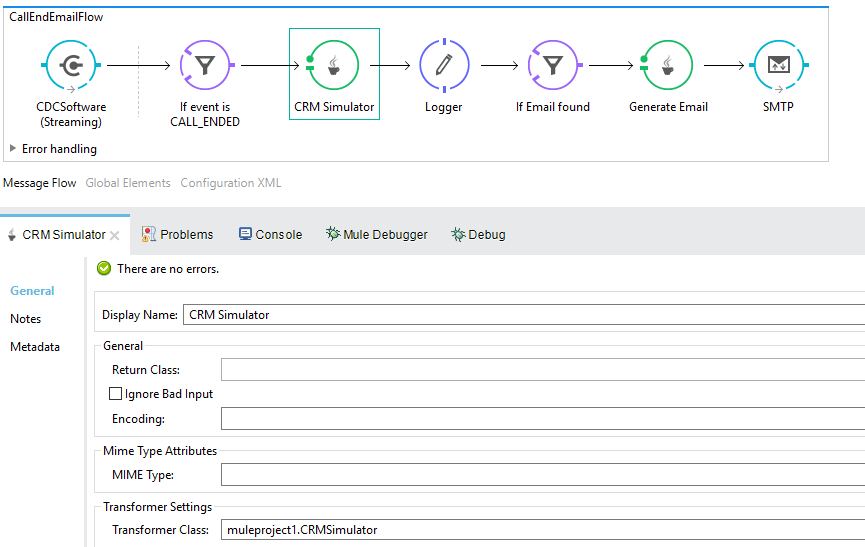 CallEndEmailFlow
CDCSoftware
(Streaming)
If event is
CALL_ENDED
CRM Simulator
Logger
If Email found
Generate Email
SMTP
Error handling
Message Flow Global Elements Configuration XML
CRM Simulator Problems Console Mule Debugger Debug
There are no errors.
General
Notes
Metadata
Display Name: CRM Simulator
General
Return Class:
Ignore Bad Input
Encoding:
Mime Type Attributes
MIME Type:
Transformer Settings
Transformer Class: muleproject1.CRMSimulator